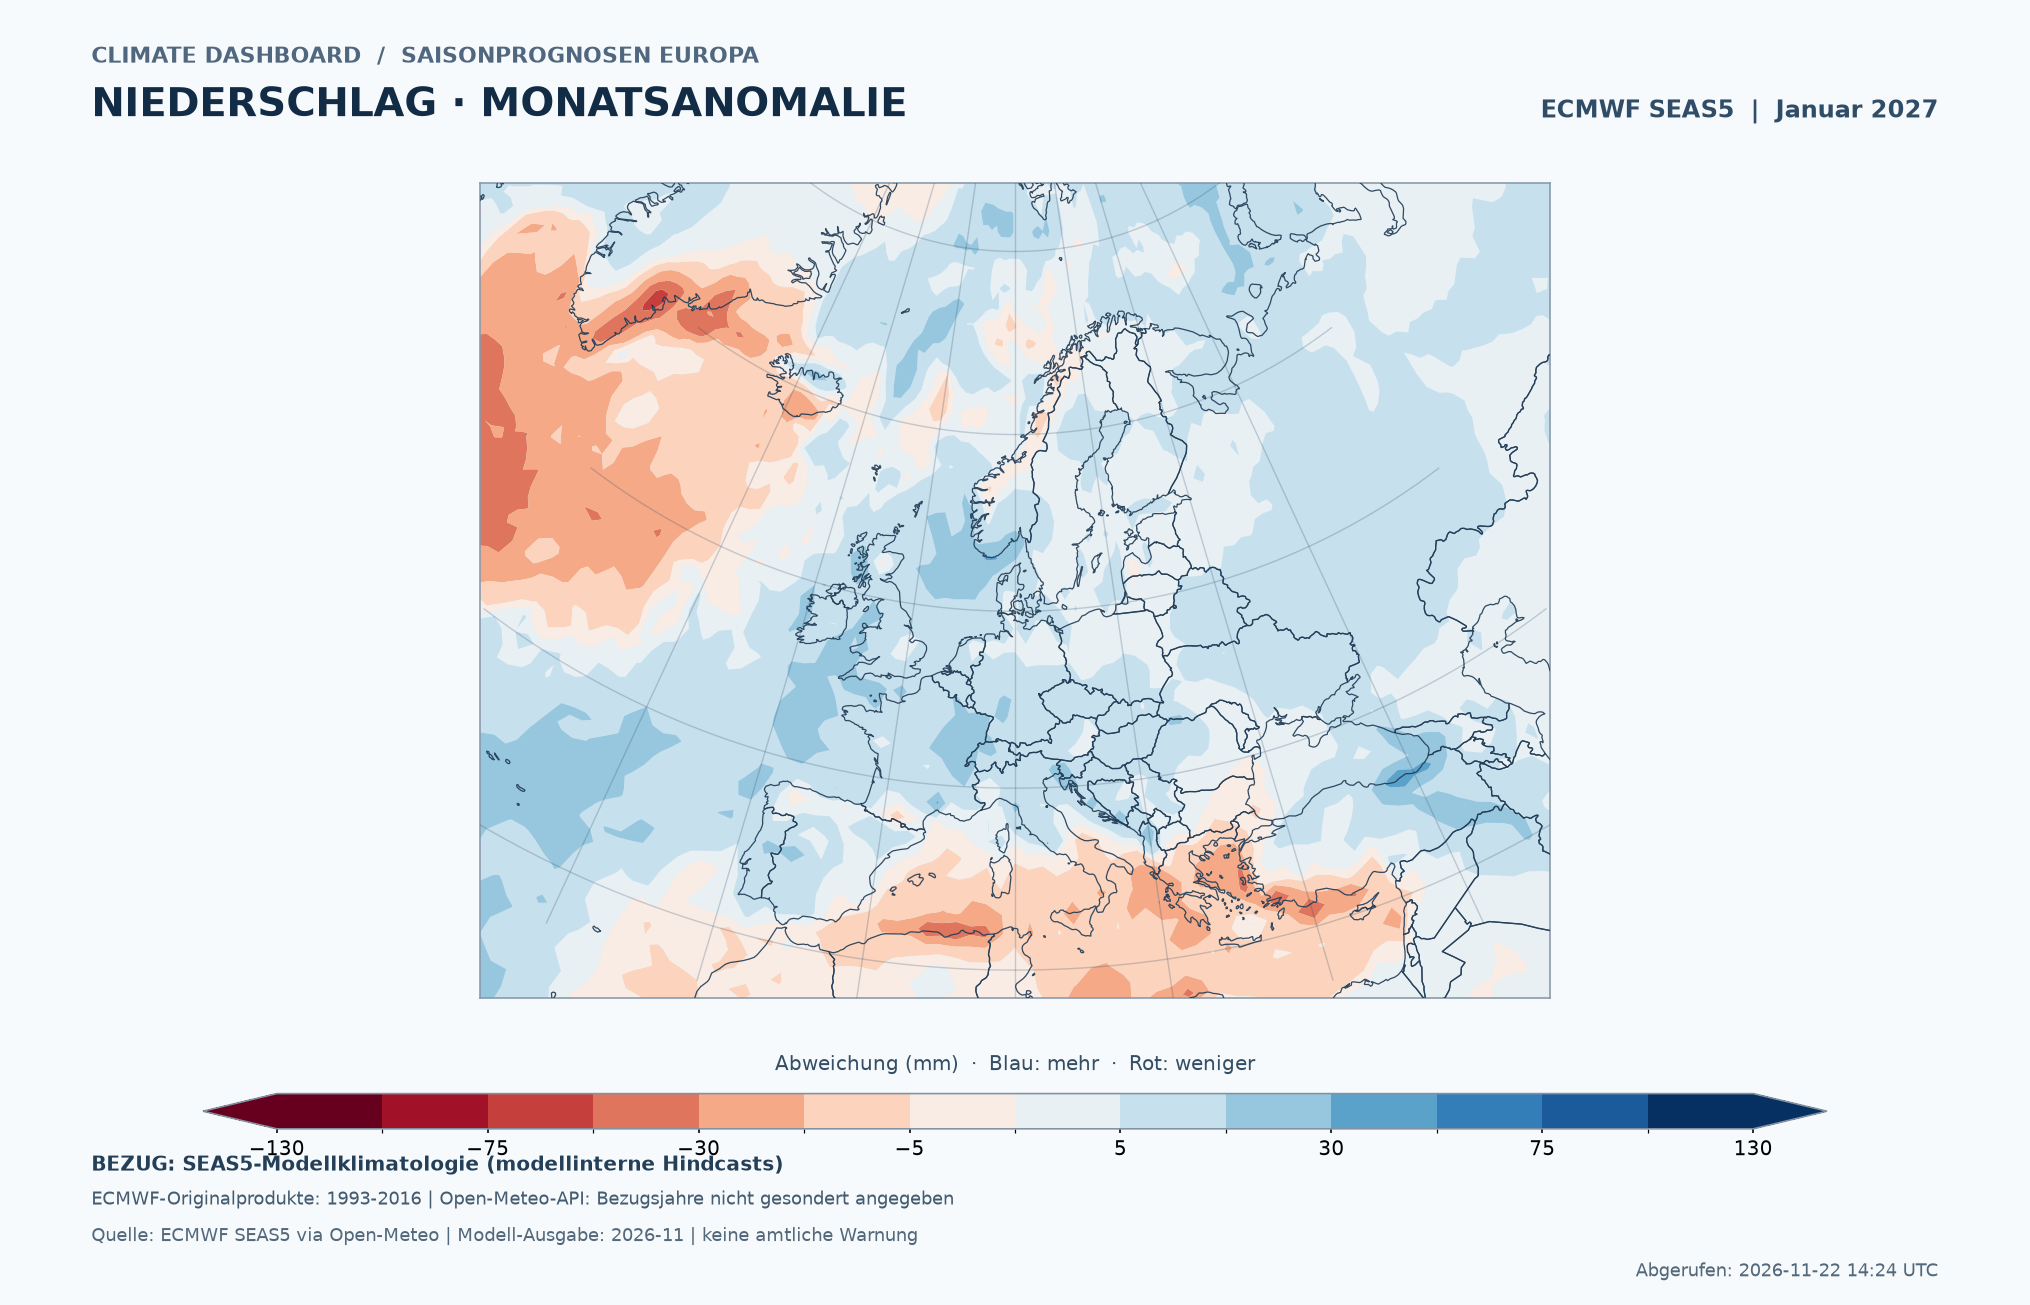 CLIMATE DASHBOARD / SAISONPROGNOSEN EUROPA
NIEDERSCHLAG · MONATSANOMALIE
ECMWF SEAS5 | Januar 2027
Abweichung (mm) · Blau: mehr · Rot: weniger
−130 −75 −30 −5 5 30 75 130
BEZUG: SEAS5-Modellklimatologie (modellinterne Hindcasts)
ECMWF-Originalprodukte: 1993-2016 | Open-Meteo-API: Bezugsjahre nicht gesondert angegeben
Quelle: ECMWF SEAS5 via Open-Meteo | Modell-Ausgabe: 2026-11 | keine amtliche Warnung
Abgerufen: 2026-11-22 14:24 UTC